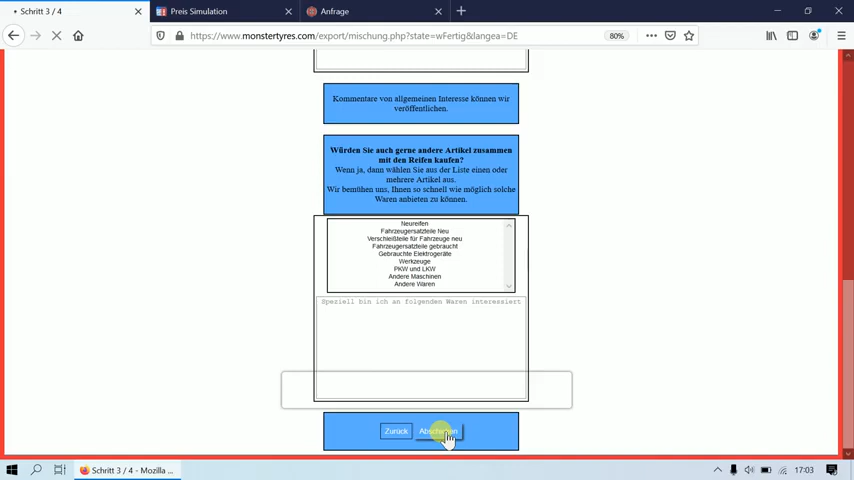 Schritt 3 / 4
Preis Simulation
Anfrage
https://www.monstertyres.com/export/mischung.php?state=wFertig&langea=DE
80%
Kommentare von allgemeinen Interesse können wir
veröffentlichen.
Würden Sie auch gerne andere Artikel zusammen
mit den Reifen kaufen?
Wenn ja, dann wählen Sie aus der Liste einen oder
mehrere Artikel aus.
Wir bemühen uns, Ihnen so schnell wie möglich solche
Waren anbieten zu können.
Neureifen
Fahrzeugersatzteile Neu
Verschleißteile für Fahrzeuge neu
Fahrzeugersatzteile gebraucht
Gebrauchte Elektrogeräte
Werkzeuge
PKW und LKW
Andere Maschinen
Andere Waren
Speziell bin ich an folgenden Waren interessiert
Zurück
Schritt 3 / 4 - Mozilla ...
17:03